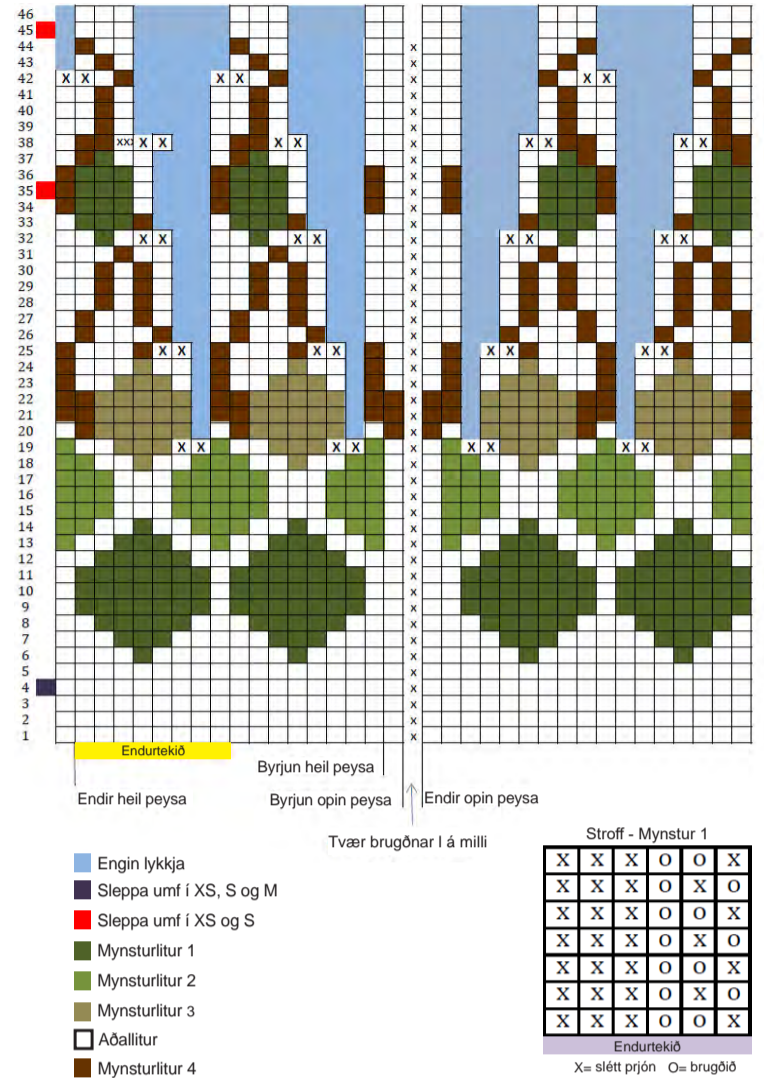 46
45
44 x
43 x
42 X X X X x X X
41 x
40 x
39 x
38 xxx X X X X x X X X X
37 x
36 x
35 x
34 x
33 x
32 X X X X x X X X X
31 x
30 x
29 x
28 x
27 x
26 x
25 X X X X x X X X X
24 x
23 x
22 x
21 x
20 x
19 X X X X x X X X X
18 x
17 x
16 x
15 x
14 x
13 x
12 x
11 x
10 x
9 x
8 x
7 x
6 x
5 x
4 x
3 x
2 x
1 x
Endurtekið
Byrjun heil peysa
Endir heil peysa
Byrjun opin peysa
Endir opin peysa
Tvær brugðnar l á milli
Engin lykkja
Sleppa umf í XS, S og M
Sleppa umf í XS og S
Mynsturlitur 1
Mynsturlitur 2
Mynsturlitur 3
Aðallitur
Mynsturlitur 4
Stroff - Mynstur 1
X X X O O X
X X X O X O
X X X O O X
X X X O X O
X X X O O X
X X X O X O
X X X O O X
Endurtekið
X= slétt prjón O= brugðið